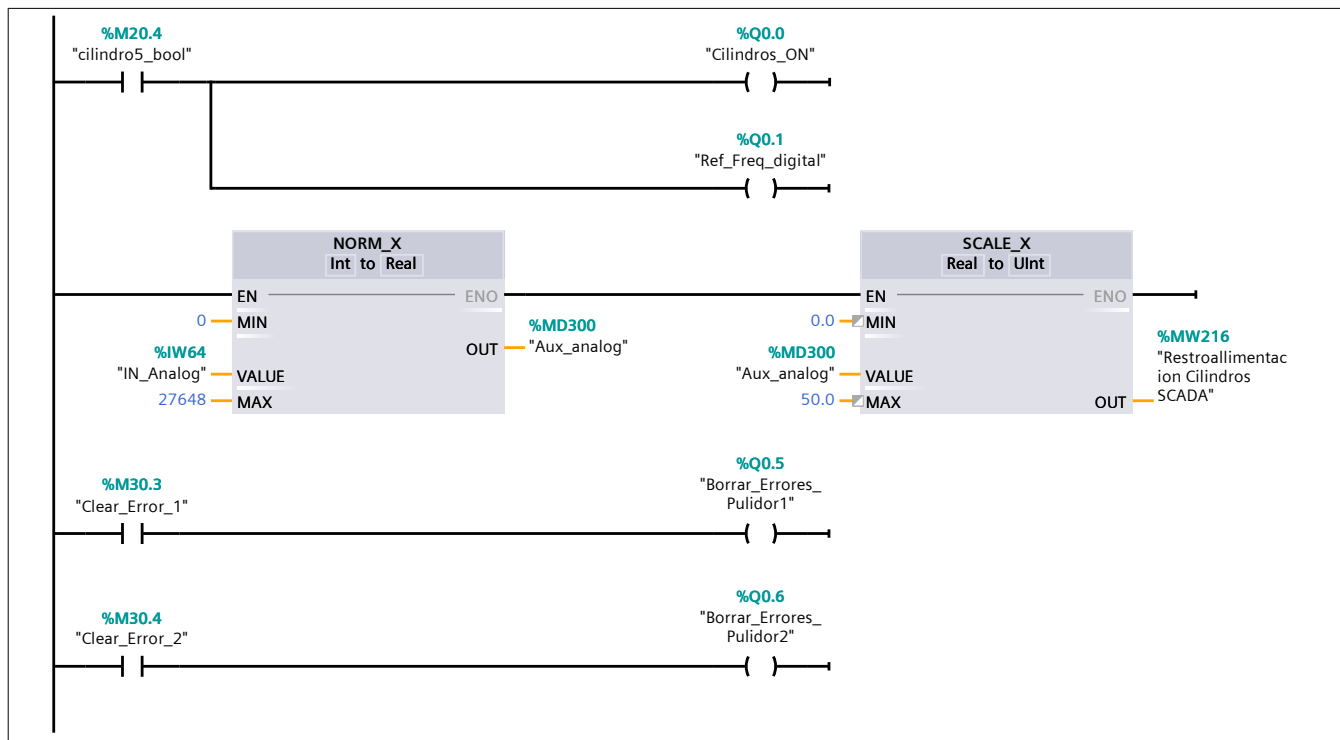 %M20.4
"cilindro5_bool"
%Q0.0
"Cilindros_ON"
%Q0.1
"Ref_Freq_digital"
NORM_X
Int to Real
EN
ENO
0
MIN
%IW64
"IN_Analog"
VALUE
27648
MAX
OUT
%MD300
"Aux_analog"
SCALE_X
Real to UInt
EN
ENO
0.0
MIN
%MD300
"Aux_analog"
VALUE
50.0
MAX
OUT
%MW216
"Restroallimentac
ion Cilindros
SCADA"
%M30.3
"Clear_Error_1"
%Q0.5
"Borrar_Errores_
Pulidor1"
%M30.4
"Clear_Error_2"
%Q0.6
"Borrar_Errores_
Pulidor2"